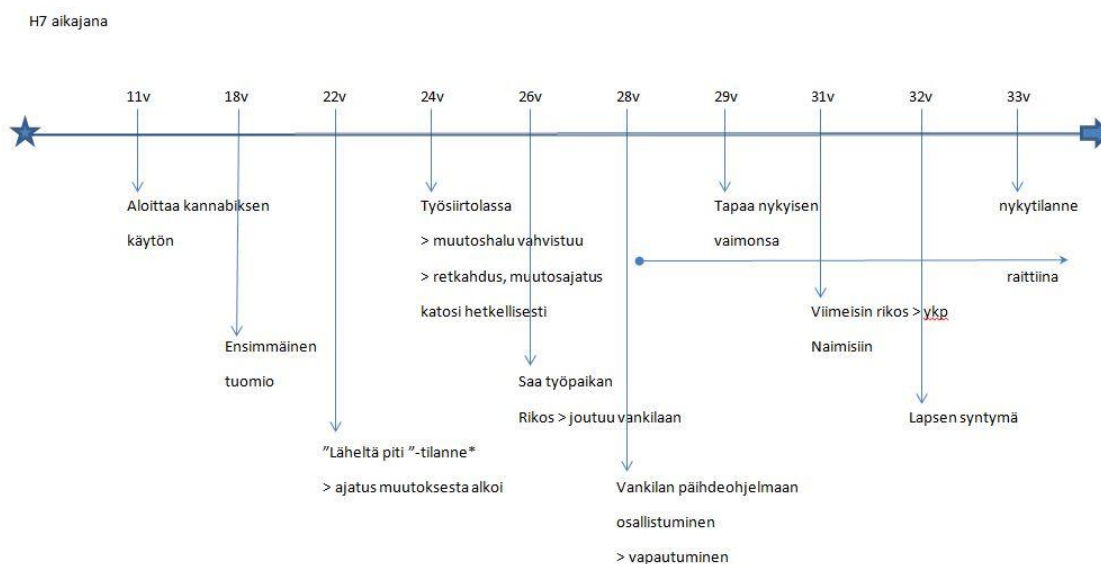 H7 aikajana
11v
18v
22v
24v
26v
28v
29v
31v
32v
33v
Aloittaa kannabiksen
käytön
Ensimmäinen
tuomio
”Läheltä piti ”-tilanne*
> ajatus muutoksesta alkoi
Työsiirtolassa
> muutoshalu vahvistuu
> retkahdus, muutosajatus
katosi hetkellisesti
Saa työpaikan
Rikos > joutuu vankilaan
Vankilan päihdeohjelmaan
osallistuminen
> vapautuminen
Tapaa nykyisen
vaimonsa
Viimeisin rikos > ykp
Naimisiin
Lapsen syntymä
nykytilanne
raittiina